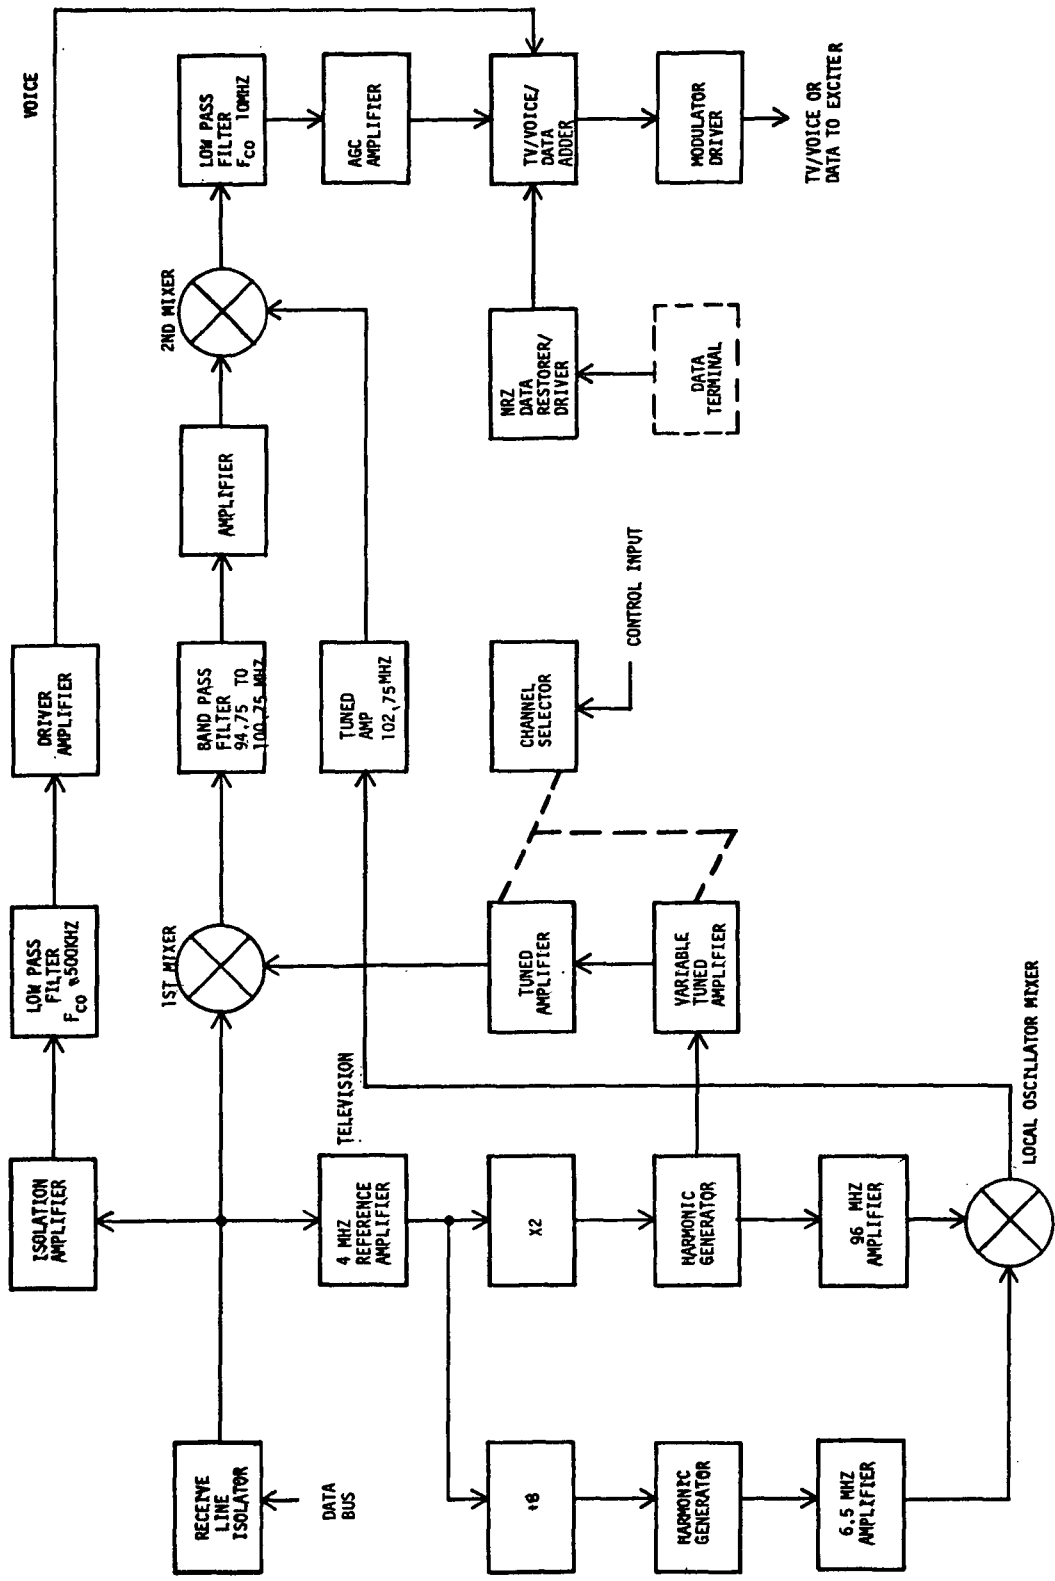 VOICE
ISOLATION
AMPLIFIER
LOW PASS
FILTER
FCO ≈500KHZ
DRIVER
AMPLIFIER
RECEIVE
LINE
ISOLATOR
DATA
BUS
1ST MIXER
BAND PASS
FILTER
94.75 TO
100.75 MHZ
AMPLIFIER
2ND MIXER
LOW PASS
FILTER
FCO 10MHZ
TELEVISION
4 MHZ
REFERENCE
AMPLIFIER
TUNED
AMP
102.75MHZ
AGC
AMPLIFIER
÷8
X2
TUNED
AMPLIFIER
CHANNEL
SELECTOR
CONTROL INPUT
NRZ
DATA
RESTORER/
DRIVER
TV/VOICE/
DATA
ADDER
HARMONIC
GENERATOR
HARMONIC
GENERATOR
VARIABLE
TUNED
AMPLIFIER
DATA
TERMINAL
MODULATOR
DRIVER
6.5 MHZ
AMPLIFIER
96 MHZ
AMPLIFIER
TV/VOICE OR
DATA TO EXCITER
LOCAL OSCILLATOR MIXER